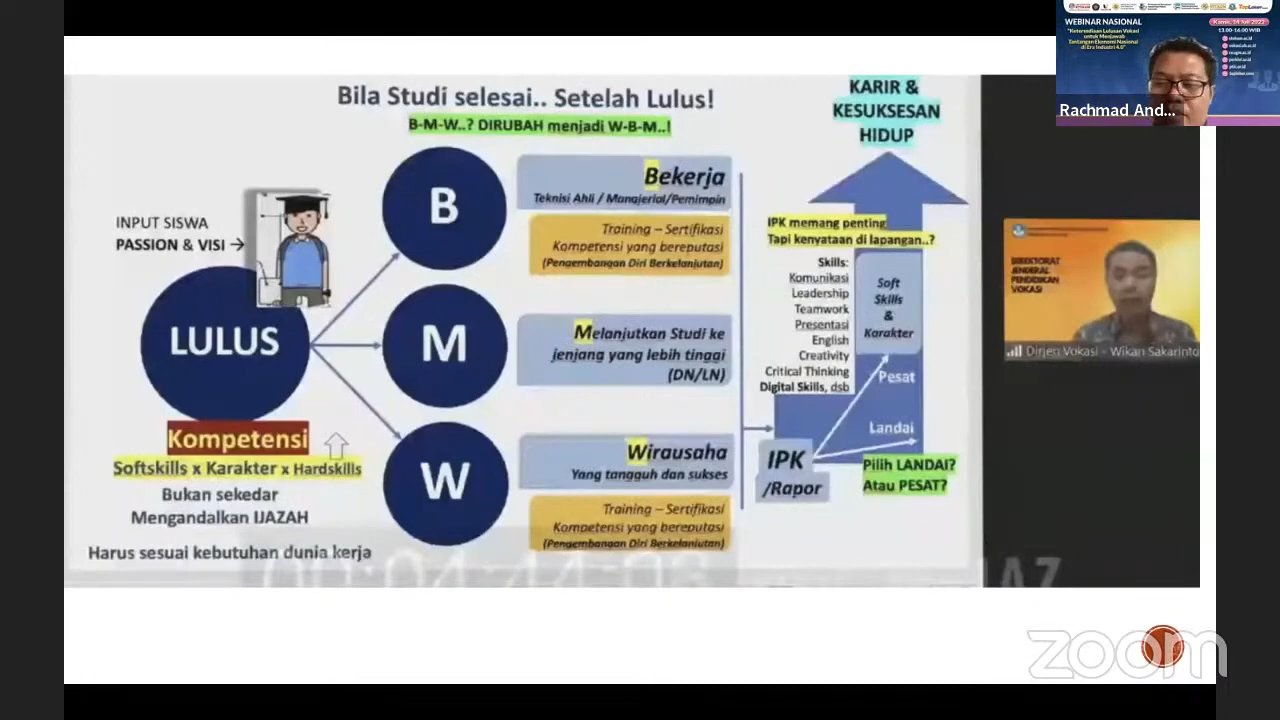 WEBINAR NASIONAL
"Ketersediaan Lulusan Vokasi
untuk Menjawab
Tantangan Ekonomi Nasional
di Era Industri 4.0"
Kamis, 14 Juli 2022
13.00-16.00 WIB
Rachmad And...
Bila Studi selesai.. Setelah Lulus!
B-M-W..? DIRUBAH menjadi W-B-M..!
KARIR &
KESUKSESAN
HIDUP
INPUT SISWA
PASSION & VISI
LULUS
Kompetensi
Softskills x Karakter x Hardskills
Bukan sekedar
Mengandalkan IJAZAH
Harus sesuai kebutuhan dunia kerja
B
Bekerja
Teknisi Ahli / Manajerial/Pemimpin
Training – Sertifikasi
Kompetensi yang bereputasi
(Pengembangan Diri Berkelanjutan)
M
Melanjutkan Studi ke
jenjang yang lebih tinggi
(DN/LN)
W
Wirausaha
Yang tangguh dan sukses
Training – Sertifikasi
Kompetensi yang bereputasi
(Pengembangan Diri Berkelanjutan)
IPK memang penting
Tapi kenyataan di lapangan..?
Skills:
Komunikasi
Leadership
Teamwork
Presentasi
English
Creativity
Critical Thinking
Digital Skills, dsb
Soft
Skills
&
Karakter
Pesat
Landai
IPK
/Rapor
Pilih LANDAI?
Atau PESAT?
DIREKTORAT
JENDERAL
PENDIDIKAN
VOKASI
Dirjen Vokasi - Wikan Sakarinto
zoom